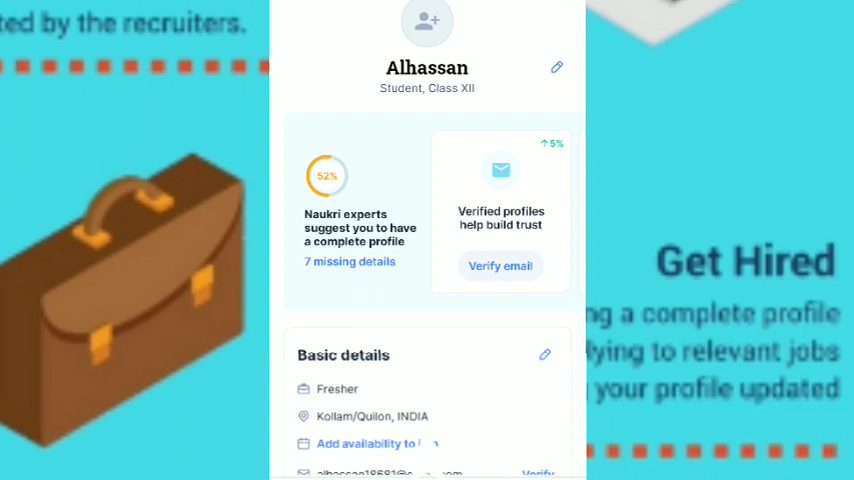 ted by the recruiters.
Alhassan
Student, Class XII
52%
Naukri experts
suggest you to have
a complete profile
7 missing details
↑5%
Verified profiles
help build trust
Verify email
Basic details
Fresher
Kollam/Quilon, INDIA
Add availability to
Verify
Get Hired
ng a complete profile
lying to relevant jobs
your profile updated